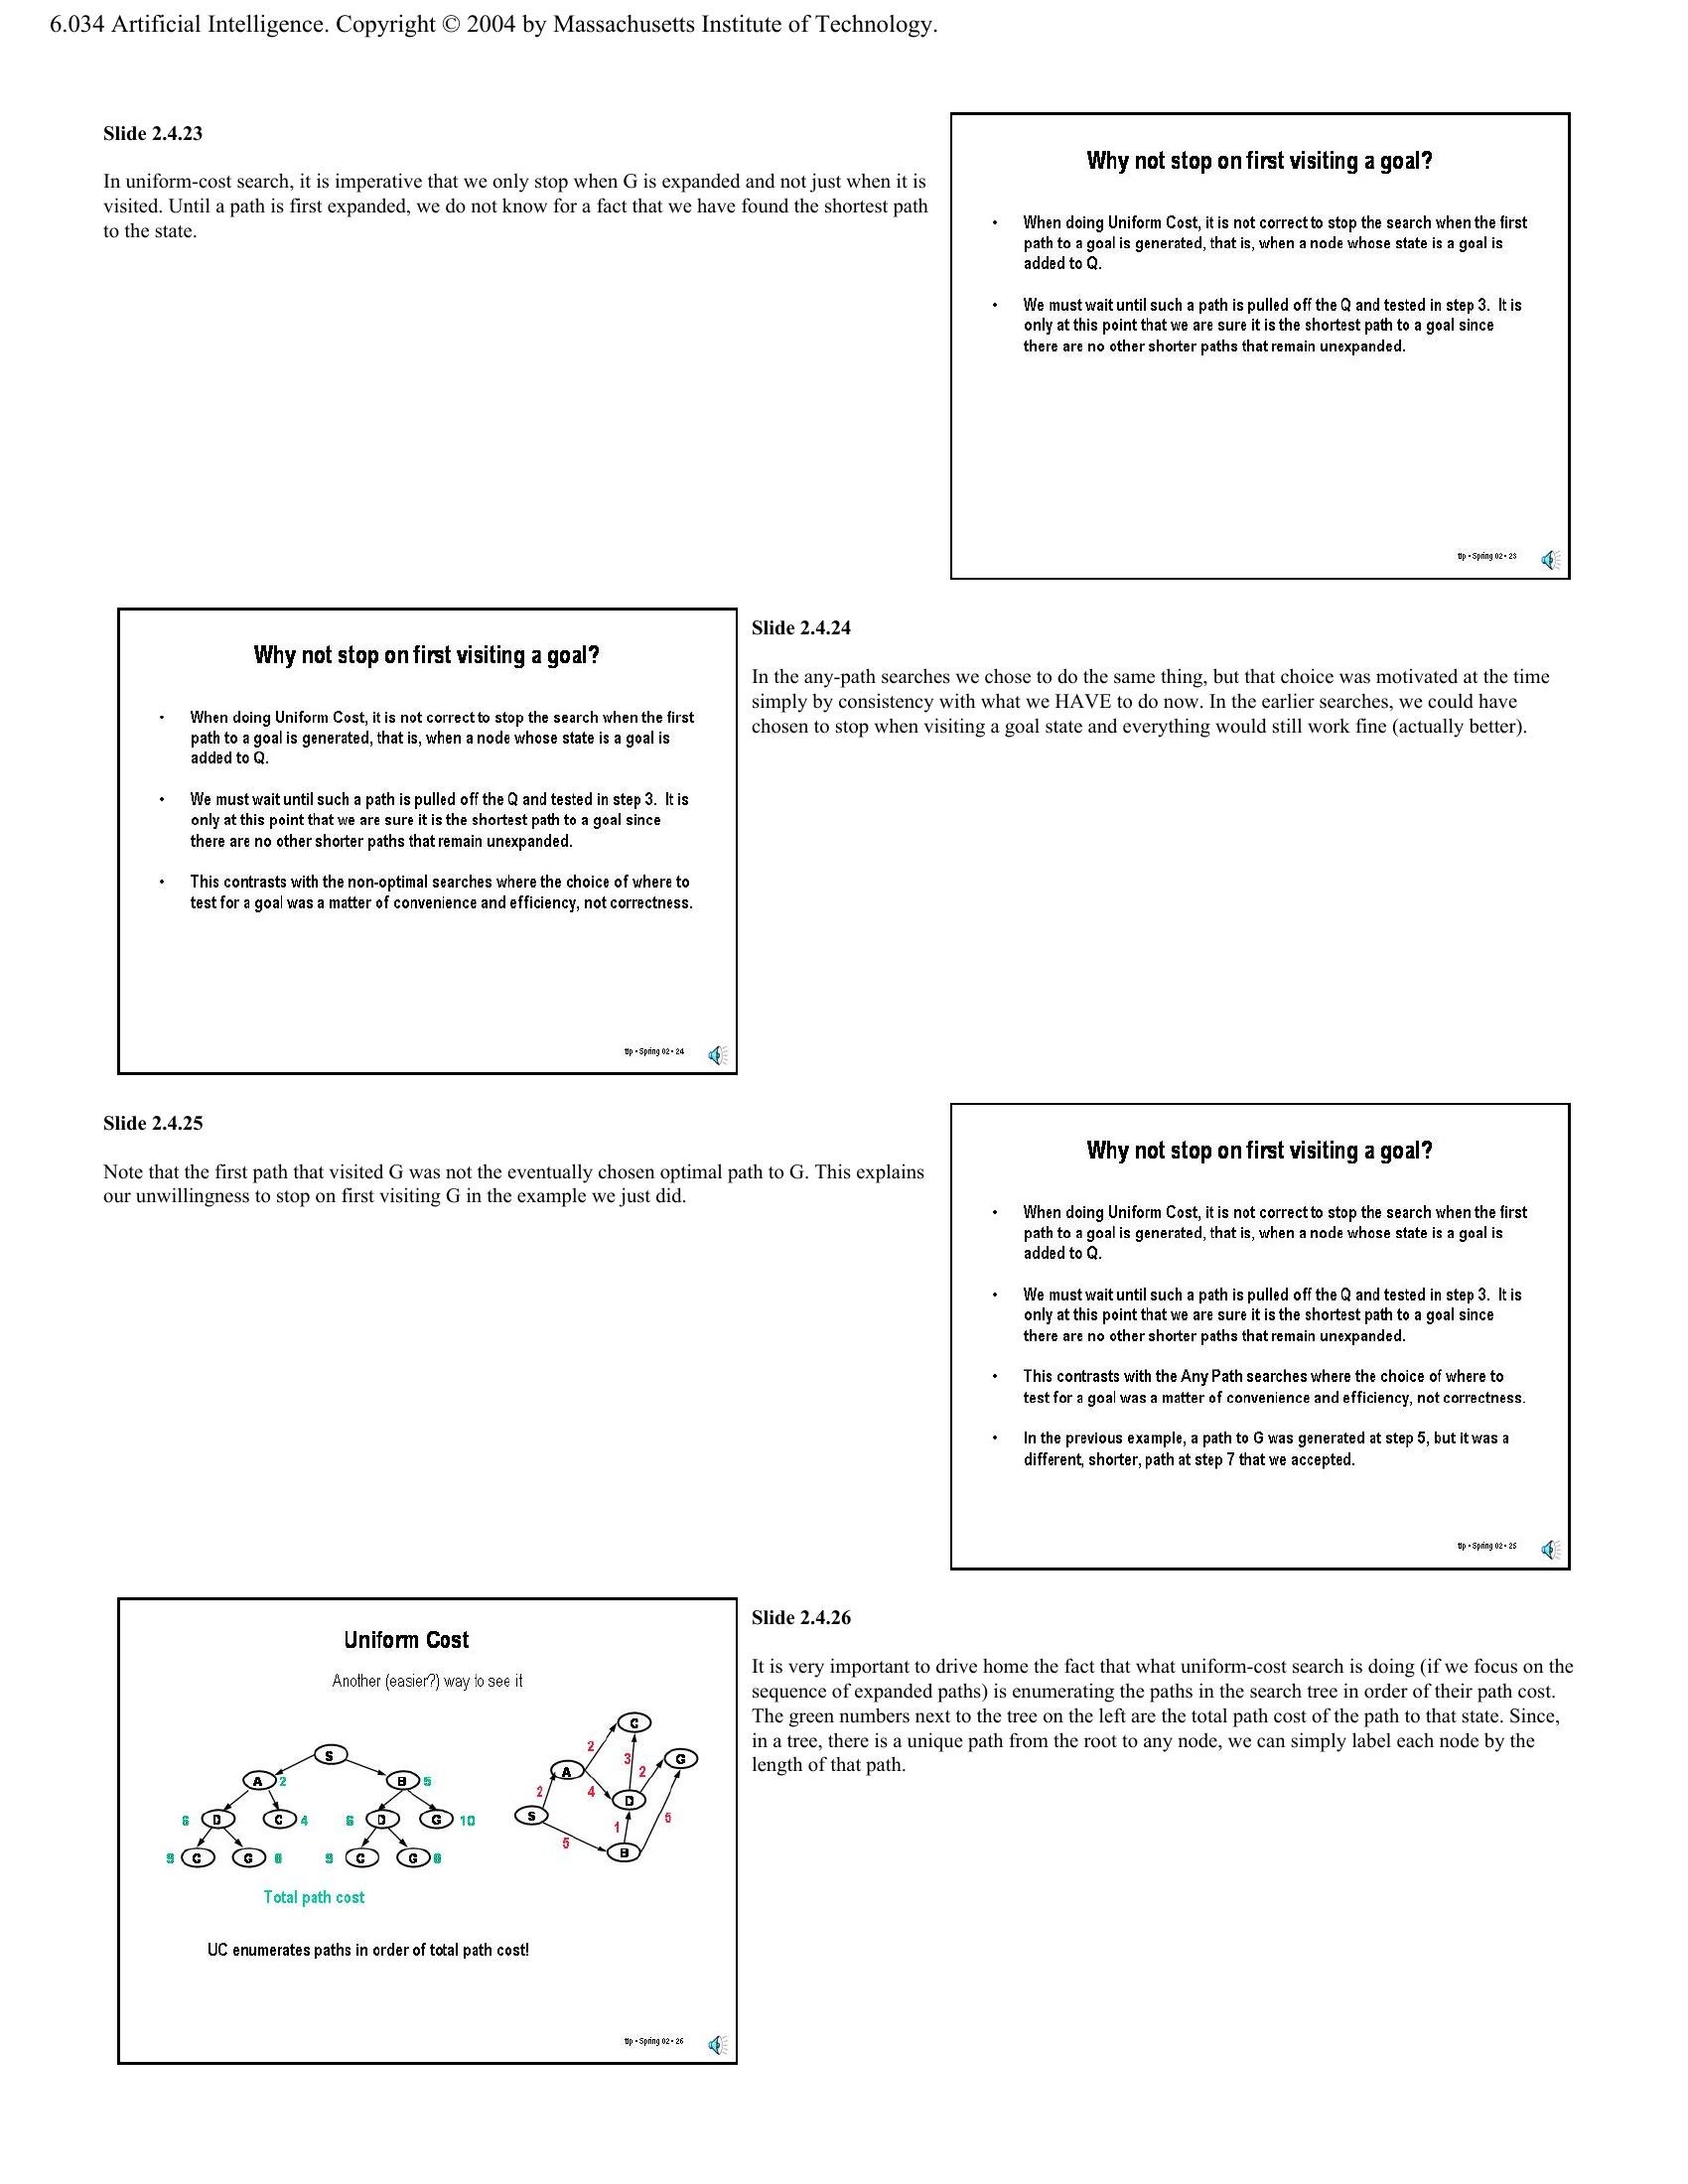 6.034 Artificial Intelligence. Copyright © 2004 by Massachusetts Institute of Technology.
Slide 2.4.23
In uniform-cost search, it is imperative that we only stop when G is expanded and not just when it is
visited. Until a path is first expanded, we do not know for a fact that we have found the shortest path
to the state.
Why not stop on first visiting a goal?
• When doing Uniform Cost, it is not correct to stop the search when the first
path to a goal is generated, that is, when a node whose state is a goal is
added to Q.
• We must wait until such a path is pulled off the Q and tested in step 3. It is
only at this point that we are sure it is the shortest path to a goal since
there are no other shorter paths that remain unexpanded.
tlp • Spring 02 • 23
Why not stop on first visiting a goal?
• When doing Uniform Cost, it is not correct to stop the search when the first
path to a goal is generated, that is, when a node whose state is a goal is
added to Q.
• We must wait until such a path is pulled off the Q and tested in step 3. It is
only at this point that we are sure it is the shortest path to a goal since
there are no other shorter paths that remain unexpanded.
• This contrasts with the non-optimal searches where the choice of where to
test for a goal was a matter of convenience and efficiency, not correctness.
tlp • Spring 02 • 24
Slide 2.4.24
In the any-path searches we chose to do the same thing, but that choice was motivated at the time
simply by consistency with what we HAVE to do now. In the earlier searches, we could have
chosen to stop when visiting a goal state and everything would still work fine (actually better).
Slide 2.4.25
Note that the first path that visited G was not the eventually chosen optimal path to G. This explains
our unwillingness to stop on first visiting G in the example we just did.
Why not stop on first visiting a goal?
• When doing Uniform Cost, it is not correct to stop the search when the first
path to a goal is generated, that is, when a node whose state is a goal is
added to Q.
• We must wait until such a path is pulled off the Q and tested in step 3. It is
only at this point that we are sure it is the shortest path to a goal since
there are no other shorter paths that remain unexpanded.
• This contrasts with the Any Path searches where the choice of where to
test for a goal was a matter of convenience and efficiency, not correctness.
• In the previous example, a path to G was generated at step 5, but it was a
different, shorter, path at step 7 that we accepted.
tlp • Spring 02 • 25
Uniform Cost
Another (easier?) way to see it
S
A 2 B 5
6 D C 4 6 D G 10
9 C G 8 9 C G 8
Total path cost
C
2
3 G
A 2
2 4 D
S 1 5
5 B
UC enumerates paths in order of total path cost!
tlp • Spring 02 • 26
Slide 2.4.26
It is very important to drive home the fact that what uniform-cost search is doing (if we focus on the
sequence of expanded paths) is enumerating the paths in the search tree in order of their path cost.
The green numbers next to the tree on the left are the total path cost of the path to that state. Since,
in a tree, there is a unique path from the root to any node, we can simply label each node by the
length of that path.